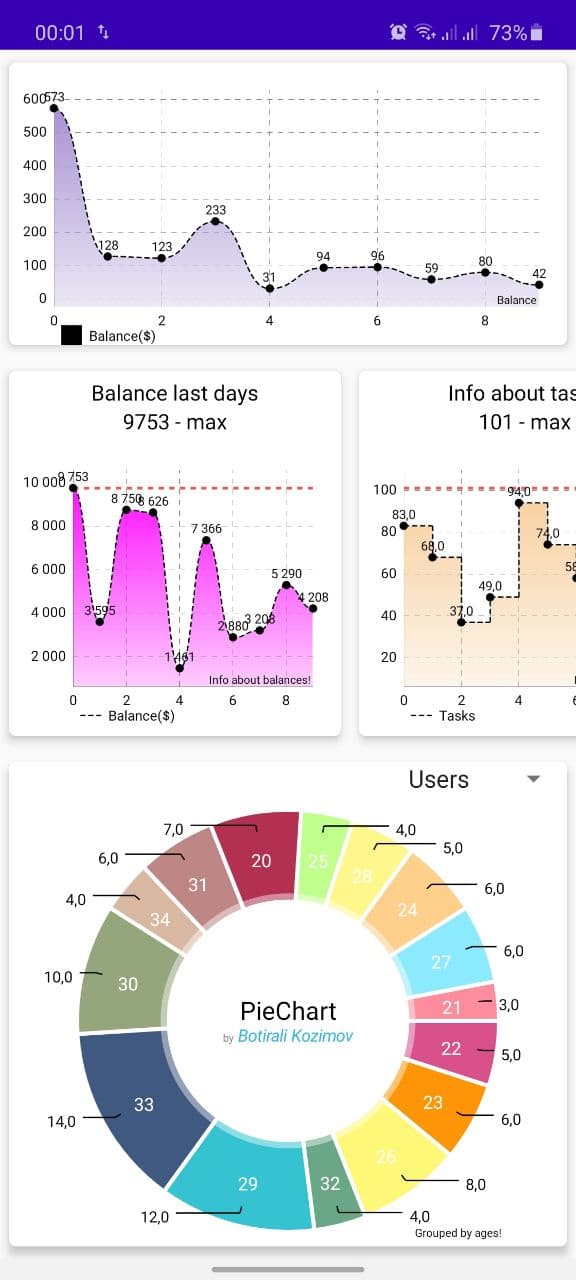 00:01 73%
600 573
500
400
300
233
200
128 123
100
94 96 59 80 42
31
0
Balance
0 2 4 6 8
Balance($)
Balance last days
9753 - max
10 000 9 753
8 750 8 626
8 000
7 366
6 000
5 290
4 208
4 000
3 595
2 880 3 208
2 000
1 461
Info about balances!
0 2 4 6 8
Balance($)
Info about tas
101 - max
100
94,0
83,0
80
74,0
68,0
60
58
49,0
40
37,0
20
0 2 4 6
Tasks
Users
7,0 4,0
6,0 5,0
4,0 6,0
10,0 6,0
3,0
5,0
14,0 6,0
8,0
12,0 4,0
20 25
31 28
34 24
30 27
21
22
33 23
26
29 32
PieChart
by Botirali Kozimov
Grouped by ages!